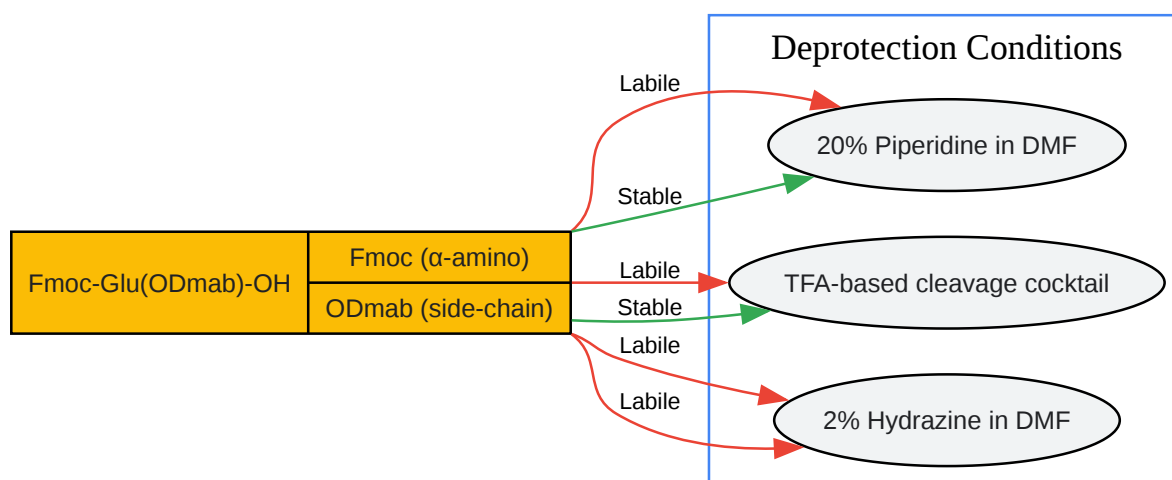 Deprotection Conditions
Labile
20% Piperidine in DMF
Stable
Fmoc-Glu(ODmab)-OH
Fmoc (α-amino)
ODmab (side-chain)
Labile
TFA-based cleavage cocktail
Stable
Labile
Labile
2% Hydrazine in DMF